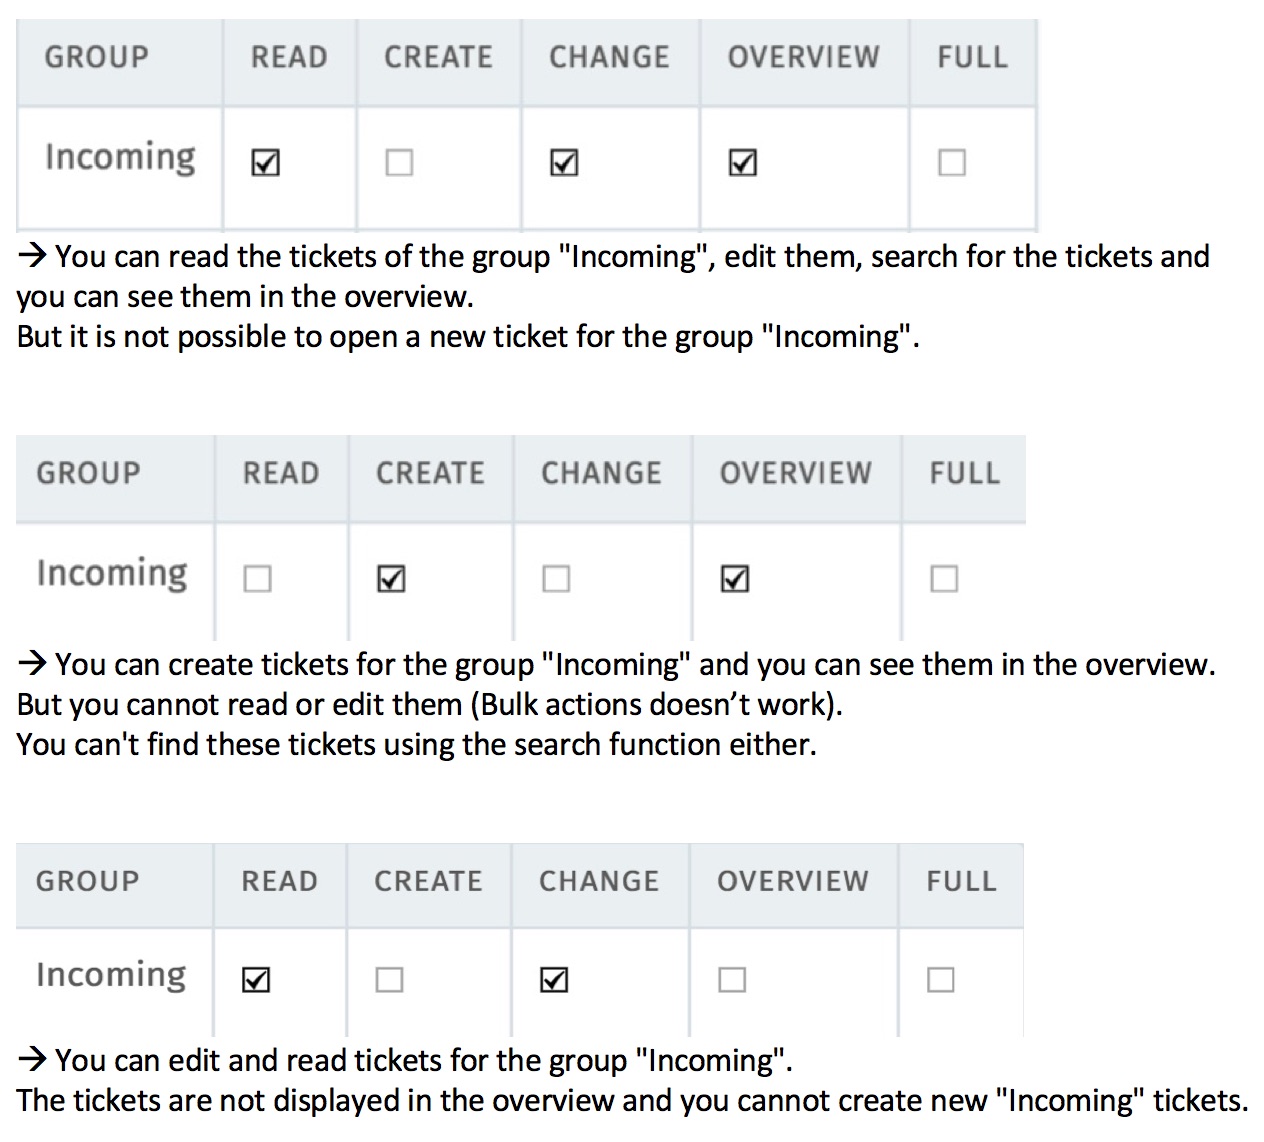 GROUP READ CREATE CHANGE OVERVIEW FULL
Incoming
→ You can read the tickets of the group "Incoming", edit them, search for the tickets and
you can see them in the overview.
But it is not possible to open a new ticket for the group "Incoming".
GROUP READ CREATE CHANGE OVERVIEW FULL
Incoming
→ You can create tickets for the group "Incoming" and you can see them in the overview.
But you cannot read or edit them (Bulk actions doesn’t work).
You can't find these tickets using the search function either.
GROUP READ CREATE CHANGE OVERVIEW FULL
Incoming
→ You can edit and read tickets for the group "Incoming".
The tickets are not displayed in the overview and you cannot create new "Incoming" tickets.